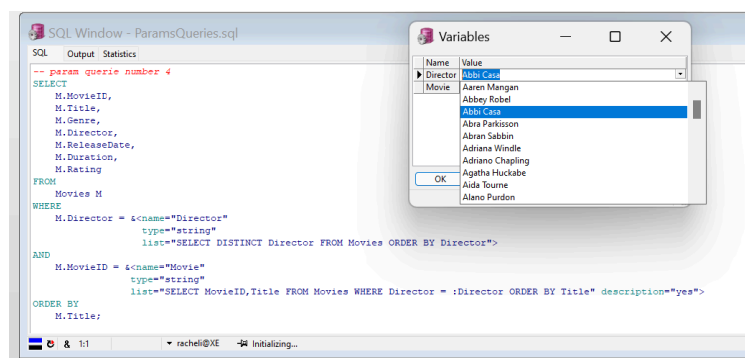 SQL Window - ParamsQueries.sql
SQL Output Statistics
-- param querie number 4
SELECT
M.MovieID,
M.Title,
M.Genre,
M.Director,
M.ReleaseDate,
M.Duration,
M.Rating
FROM
Movies M
WHERE
M.Director = &<name="Director"
type="string"
list="SELECT DISTINCT Director FROM Movies ORDER BY Director">
AND
M.MovieID = &<name="Movie"
type="string"
list="SELECT MovieID,Title FROM Movies WHERE Director = :Director ORDER BY Title" description="yes">
ORDER BY
M.Title;
& 1:1 racheli@XE Initializing...
Variables
Name Value
Director Abbi Casa
Movie
Aaren Mangan
Abbey Robel
Abbi Casa
Abra Parkisson
Abran Sabbin
Adriana Windle
Adriano Chapling
Agatha Huckabe
Aida Tourne
Alano Purdon
OK